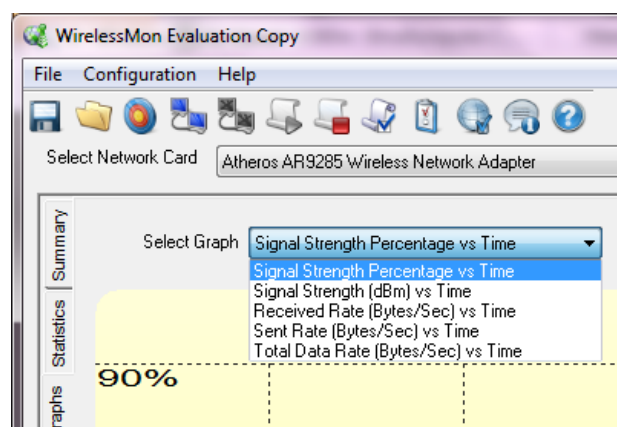 WirelessMon Evaluation Copy
File Configuration Help
Select Network Card Atheros AR9285 Wireless Network Adapter
Summary
Statistics
Select Graph Signal Strength Percentage vs Time
Signal Strength Percentage vs Time
Signal Strength (dBm) vs Time
Received Rate (Bytes/Sec) vs Time
Sent Rate (Bytes/Sec) vs Time
Total Data Rate (Bytes/Sec) vs Time
90%
raphs